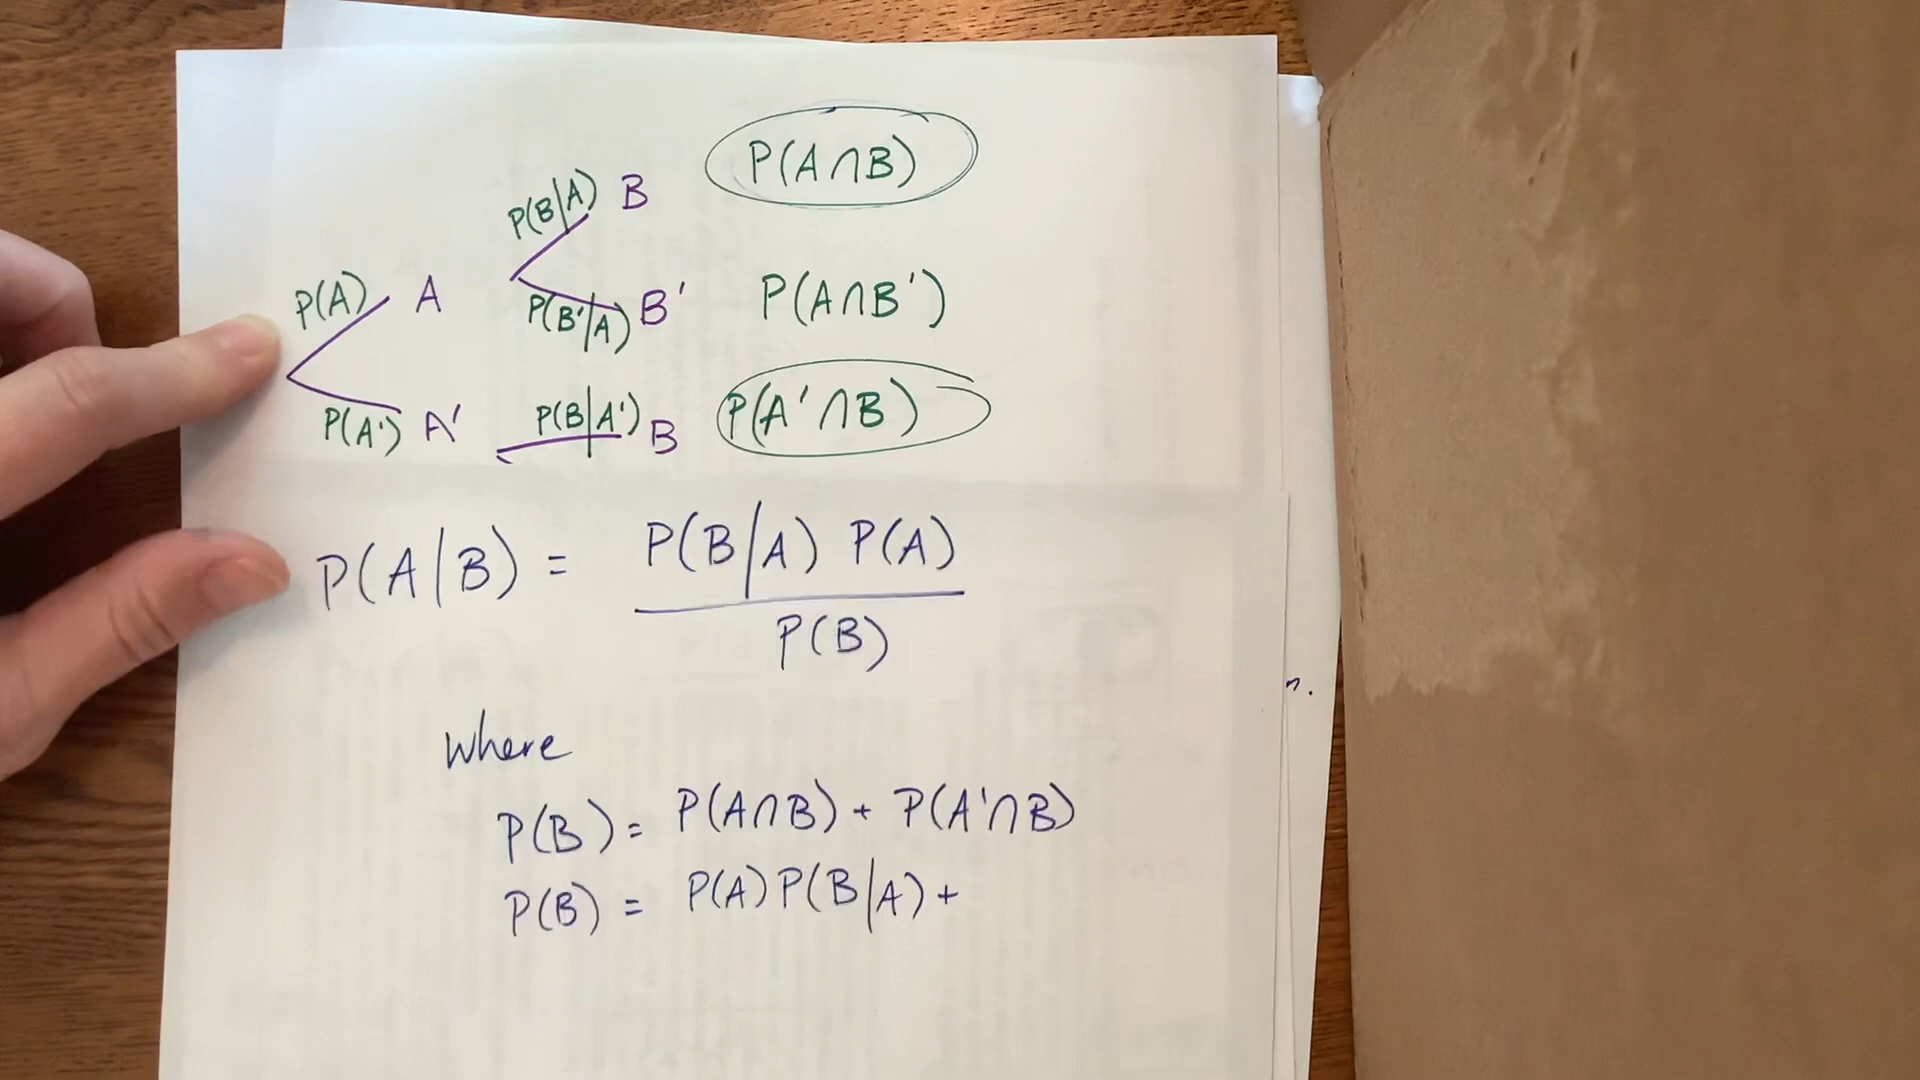 P(A∩B)
P(B|A) B
P(A) A
P(B'|A) B' P(A∩B')
P(A') A' P(B|A') B P(A'∩B)
P(A|B) = P(B|A) P(A)
P(B)
n.
where
P(B) = P(A∩B) + P(A'∩B)
P(B) = P(A) P(B|A) +